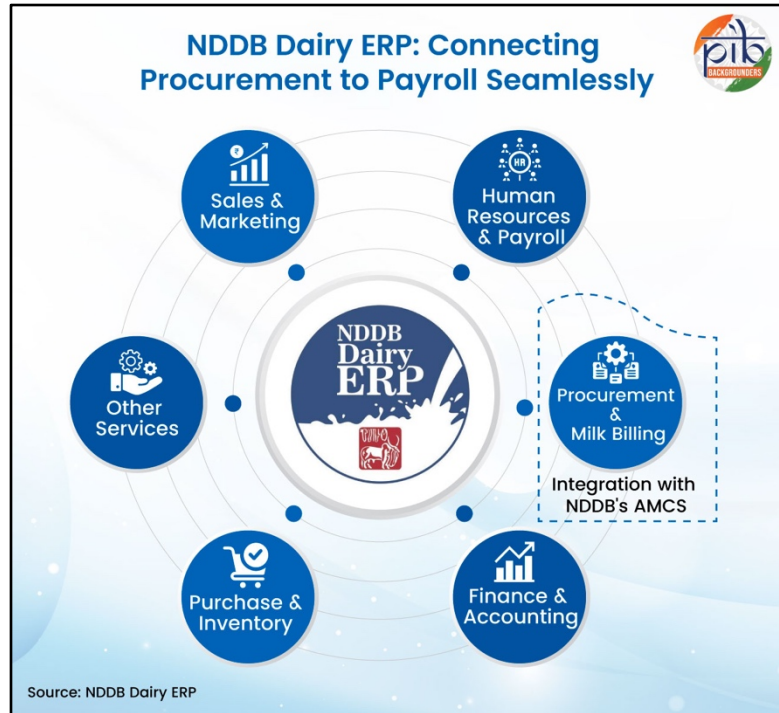 NDDB Dairy ERP: Connecting
Procurement to Payroll Seamlessly
pib
BACKGROUNDERS
₹
Sales &
Marketing
HR
Human
Resources
& Payroll
NDDB
Dairy
ERP
Other
Services
Procurement
&
Milk Billing
Integration with
NDDB's AMCS
Purchase &
Inventory
Finance &
Accounting
Source: NDDB Dairy ERP